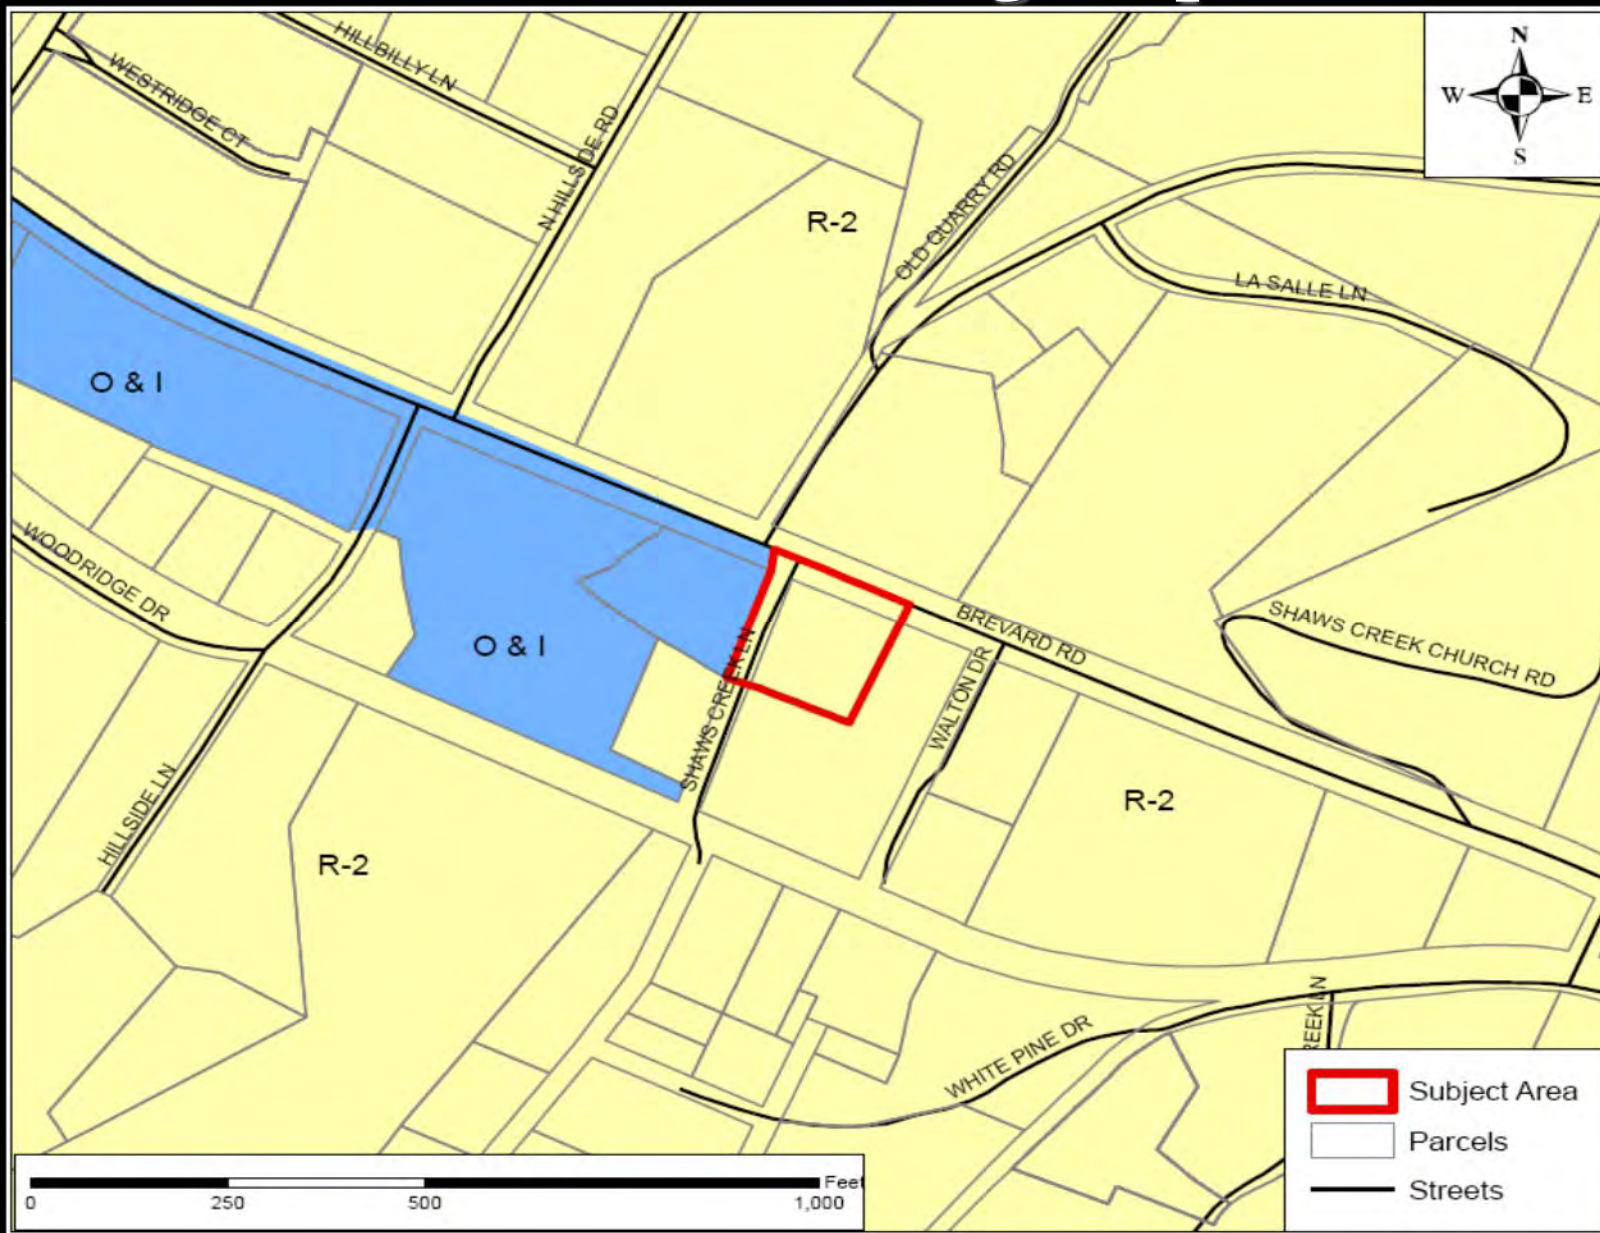 HILLBILLY LN
WESTRIDGE CT
N HILLSIDE RD
N
W E
S
R-2
OLD QUARRY RD
LA SALLE LN
O & I
WOODRIDGE DR
O & I
SHAWS CREEK LN
BREVARD RD
WALTON DR
SHAWS CREEK CHURCH RD
HILLSIDE LN
R-2
R-2
WHITE PINE DR
REEK LN
Subject Area
Parcels
Streets
Feet
0 250 500 1,000